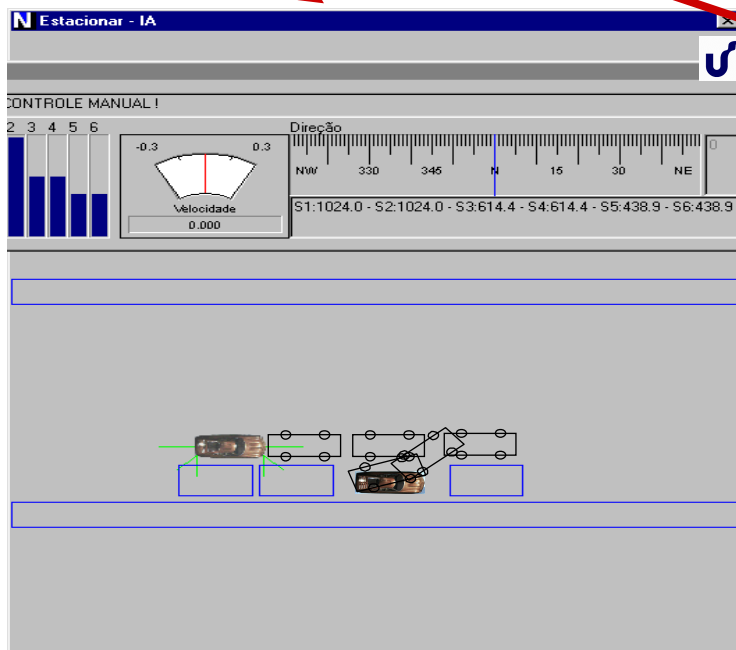 N Estacionar - IA
CONTROLE MANUAL !
2 3 4 5 6
-0.3 0.3
Velocidade
0.000
Direção
NW 330 345 N 15 30 NE
0
S1:1024.0 - S2:1024.0 - S3:614.4 - S4:614.4 - S5:438.9 - S6:438.9